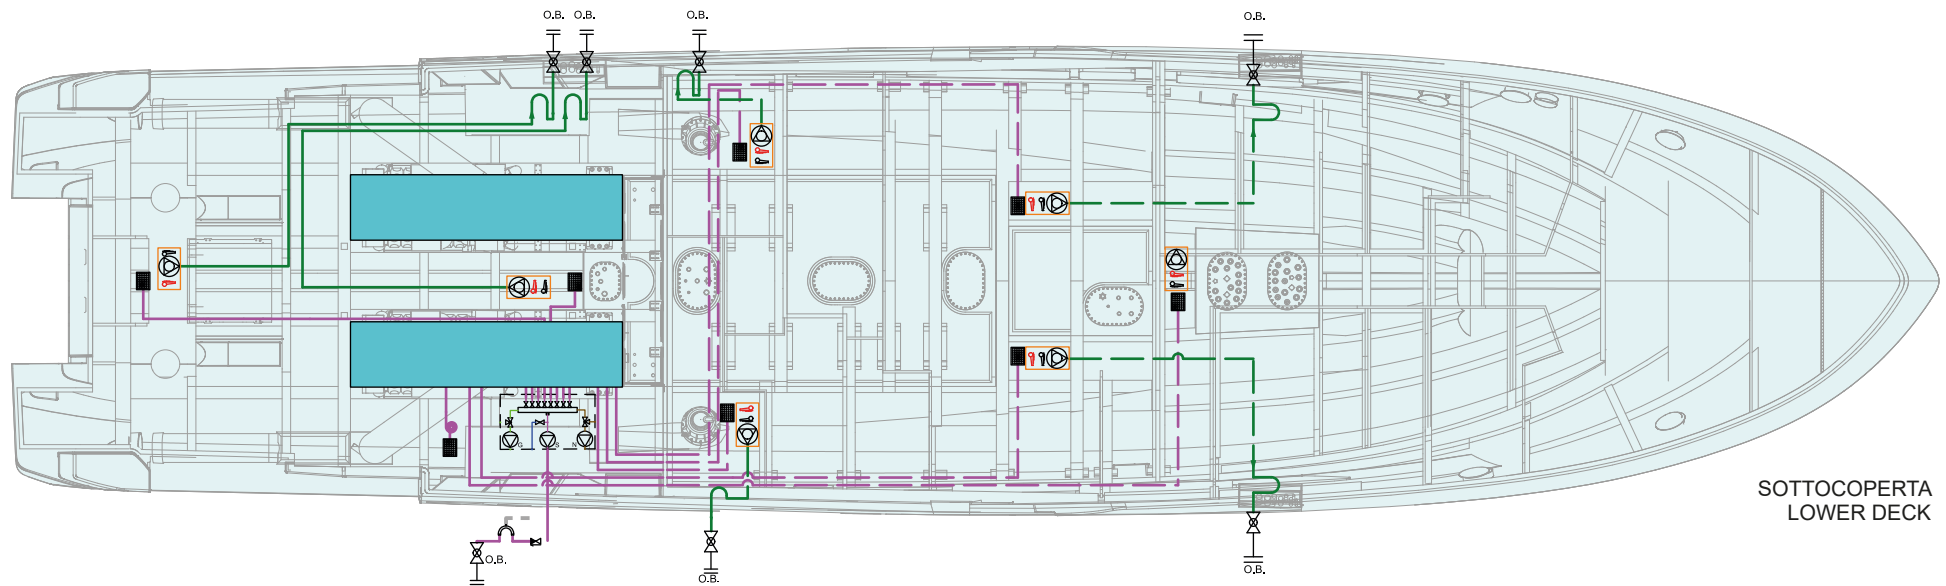 O.B.
O.B.
O.B.
O.B.
G
S
N
O.B.
O.B.
O.B.
SOTTOCOPERTA
LOWER DECK